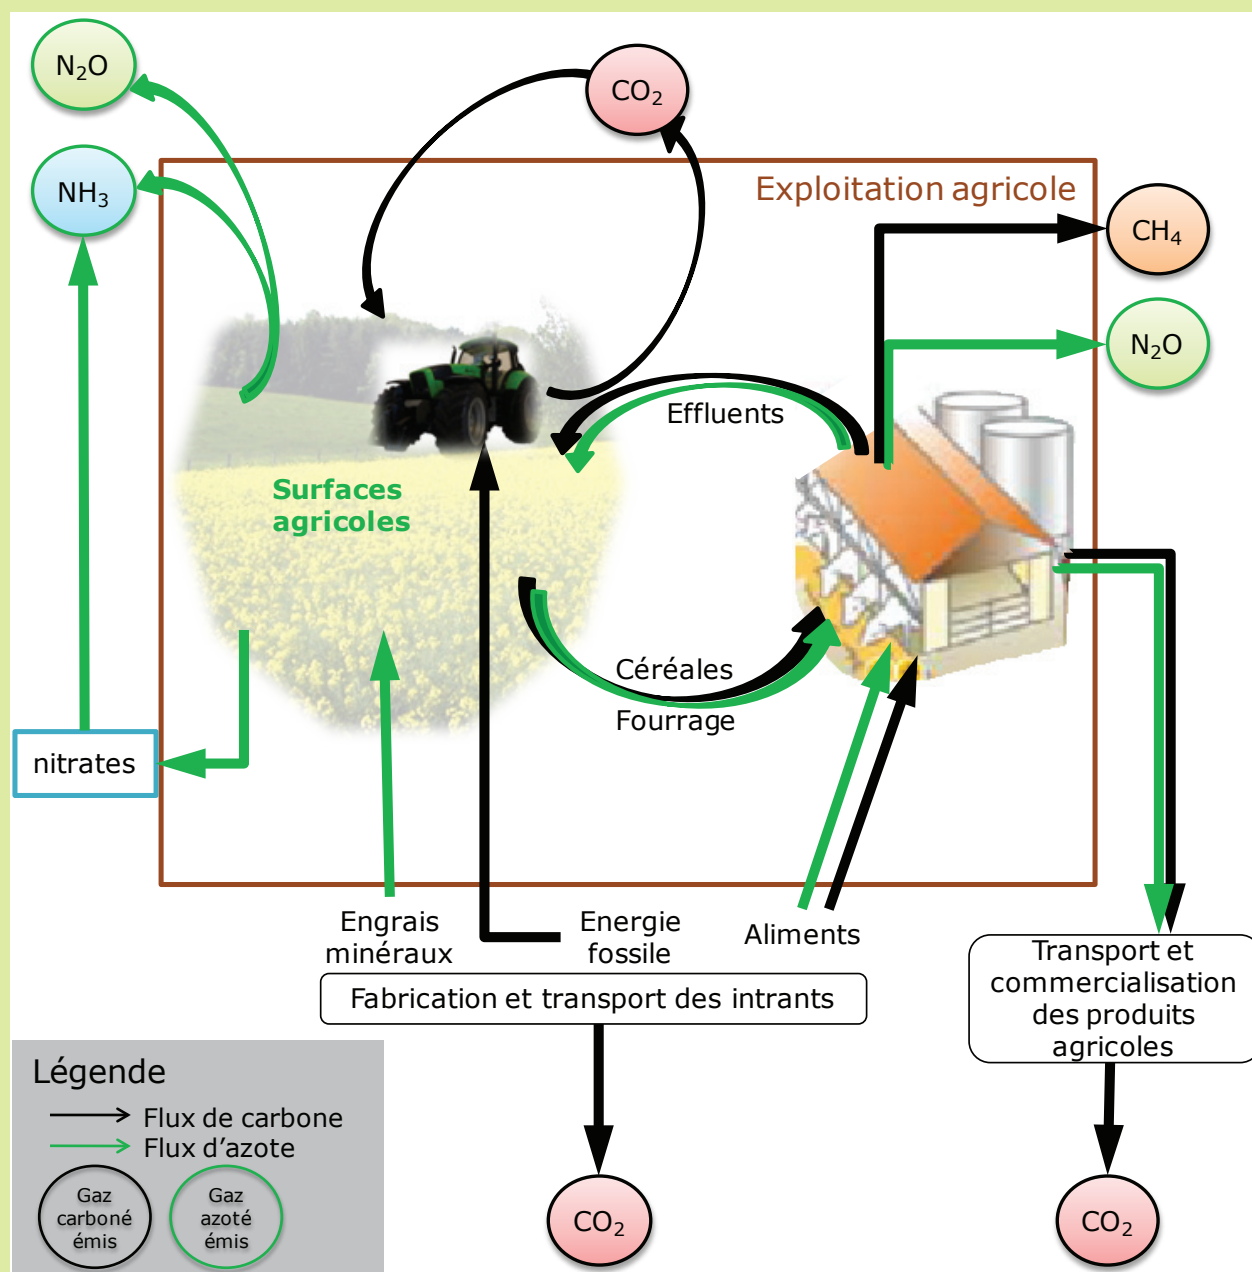 N₂O
CO₂
NH₃
Exploitation agricole
CH₄
N₂O
Effluents
Surfaces
agricoles
Céréales
Fourrage
nitrates
Engrais
minéraux
Energie
fossile
Aliments
Fabrication et transport des intrants
Transport et
commercialisation
des produits
agricoles
Légende
Flux de carbone
Flux d’azote
Gaz
carboné
émis
Gaz
azoté
émis
CO₂
CO₂